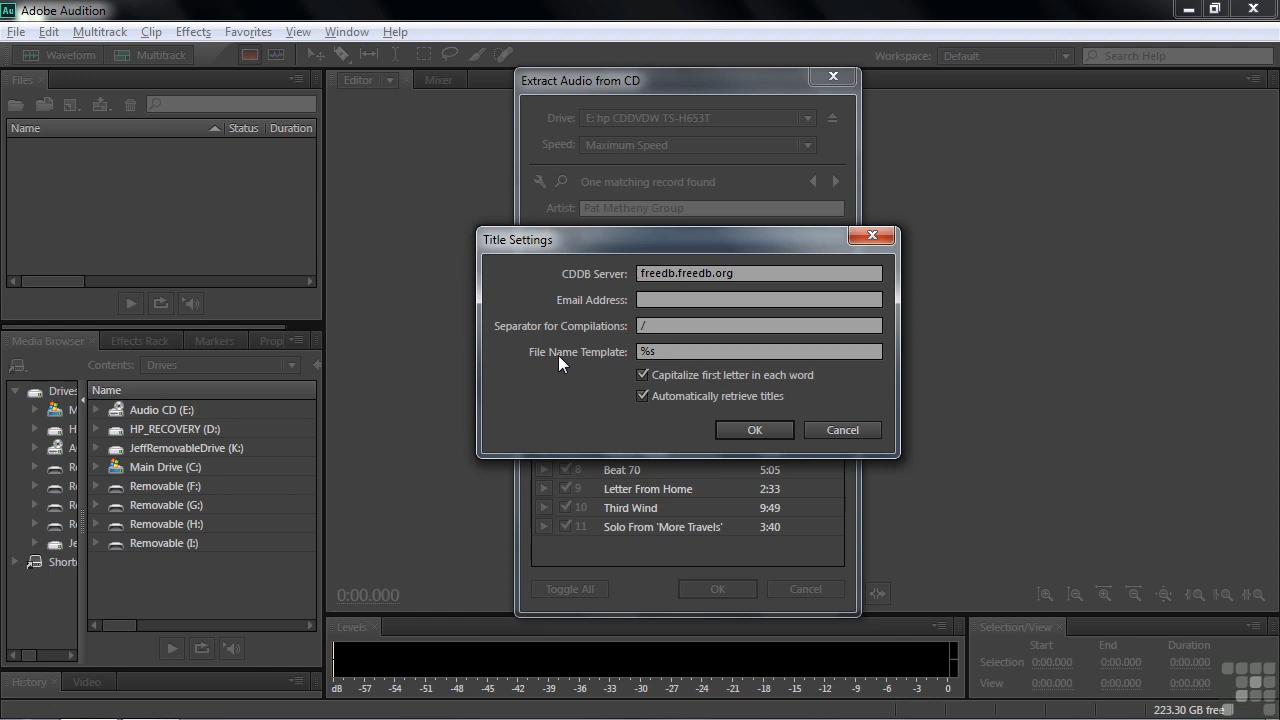 Au Adobe Audition
File Edit Multitrack Clip Effects Favorites View Window Help
Waveform Multitrack Workspace: Default Search Help
Files
Name Status Duration
Editor Mixer
Extract Audio from CD
Drive: E: hp CDDVDW TS-H653T
Speed: Maximum Speed
One matching record found
Artist: Pat Metheny Group
Title Settings
CDDB Server: freedb.freedb.org
Email Address:
Separator for Compilations: /
File Name Template: %s
Capitalize first letter in each word
Automatically retrieve titles
OK Cancel
8 Beat 70 5:05
9 Letter From Home 2:33
10 Third Wind 9:49
11 Solo From 'More Travels' 3:40
Toggle All OK Cancel
Media Browser Effects Rack Markers Prop
Contents: Drives
Drives
M
H
A
R
R
R
R
Je
Shorto
Name
Audio CD (E:)
HP_RECOVERY (D:)
JeffRemovableDrive (K:)
Main Drive (C:)
Removable (F:)
Removable (G:)
Removable (H:)
Removable (I:)
History Video
0:00.000
Levels
dB -57 -54 -51 -48 -45 -42 -39 -36 -33 -30 -27 -24 -21 -18 -15 -12 -9 -6 -3 0
Selection/View
Start End Duration
Selection 0:00.000 0:00.000 0:00.000
View 0:00.000 0:00.000 0:00.000
223.30 GB free